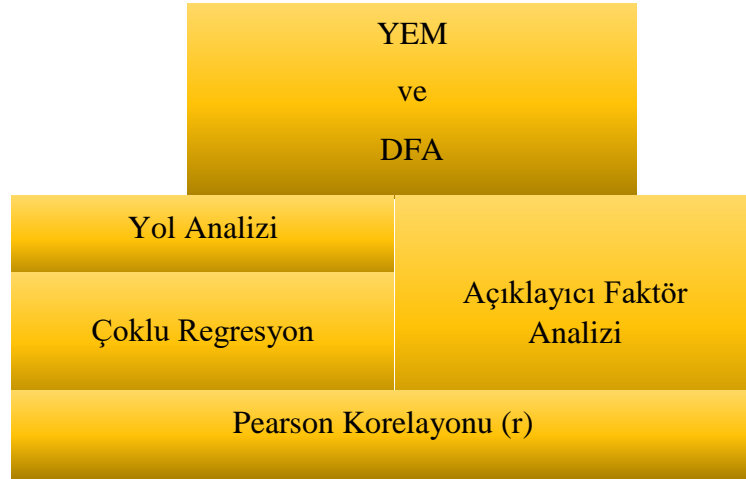 YEM
ve
DFA
Yol Analizi
Çoklu Regresyon
Açıklayıcı Faktör
Analizi
Pearson Korelayonu (r)